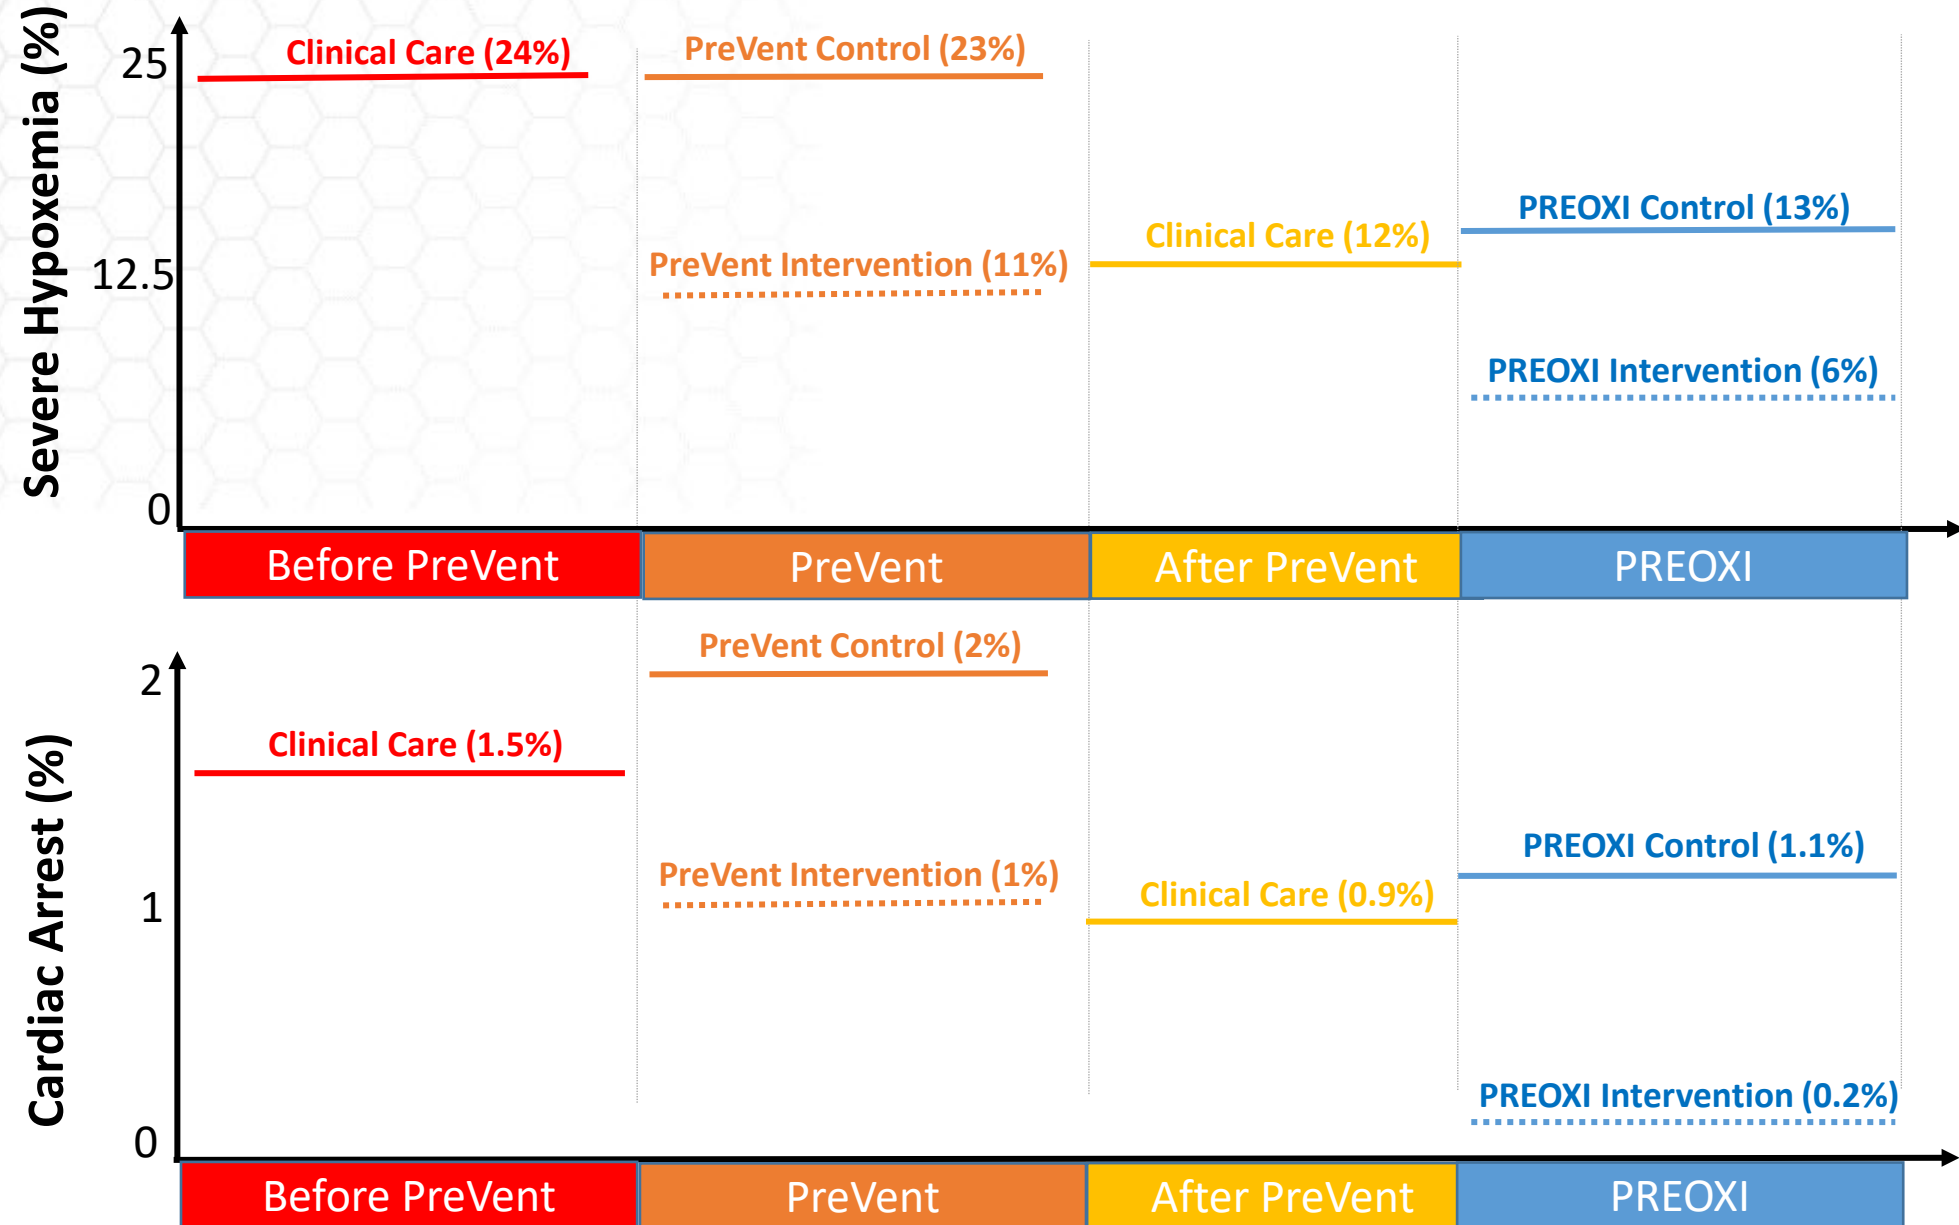 Severe Hypoxemia (%)
25
12.5
0
Clinical Care (24%)
PreVent Control (23%)
PreVent Intervention (11%)
Clinical Care (12%)
PREOXI Control (13%)
PREOXI Intervention (6%)
Before PreVent
PreVent
After PreVent
PREOXI
Cardiac Arrest (%)
2
1
0
Clinical Care (1.5%)
PreVent Control (2%)
PreVent Intervention (1%)
Clinical Care (0.9%)
PREOXI Control (1.1%)
PREOXI Intervention (0.2%)
Before PreVent
PreVent
After PreVent
PREOXI